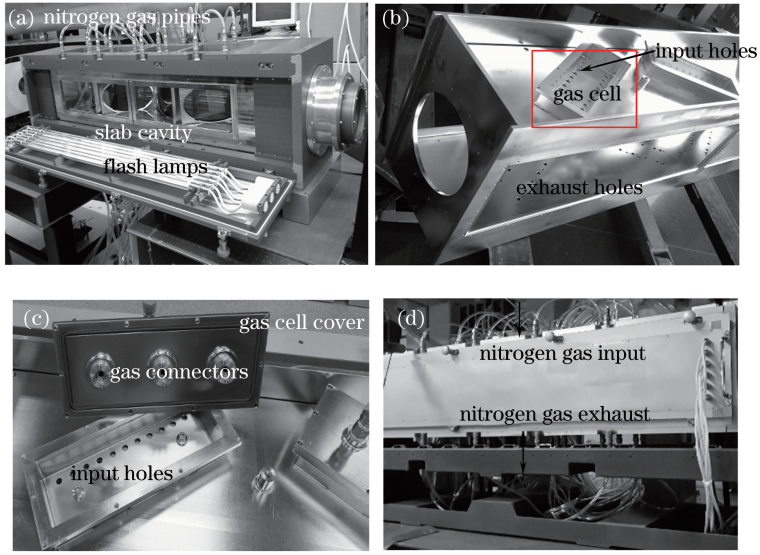 (a) nitrogen gas pipes
slab cavity
flash lamps
(b)
input holes
gas cell
exhaust holes
(c)
gas cell cover
gas connectors
input holes
(d)
nitrogen gas input
nitrogen gas exhaust